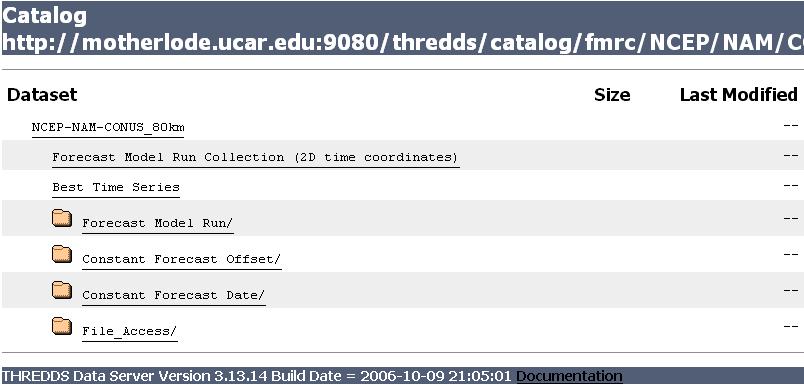 Catalog
http://motherlode.ucar.edu:9080/thredds/catalog/fmrc/NCEP/NAM/
Dataset Size Last Modified
NCEP-NAM-CONUS_80km --
Forecast Model Run Collection (2D time coordinates) --
Best Time Series --
Forecast Model Run/ --
Constant Forecast Offset/ --
Constant Forecast Date/ --
File_Access/ --
THREDDS Data Server Version 3.13.14 Build Date = 2006-10-09 21:05:01 Documentation